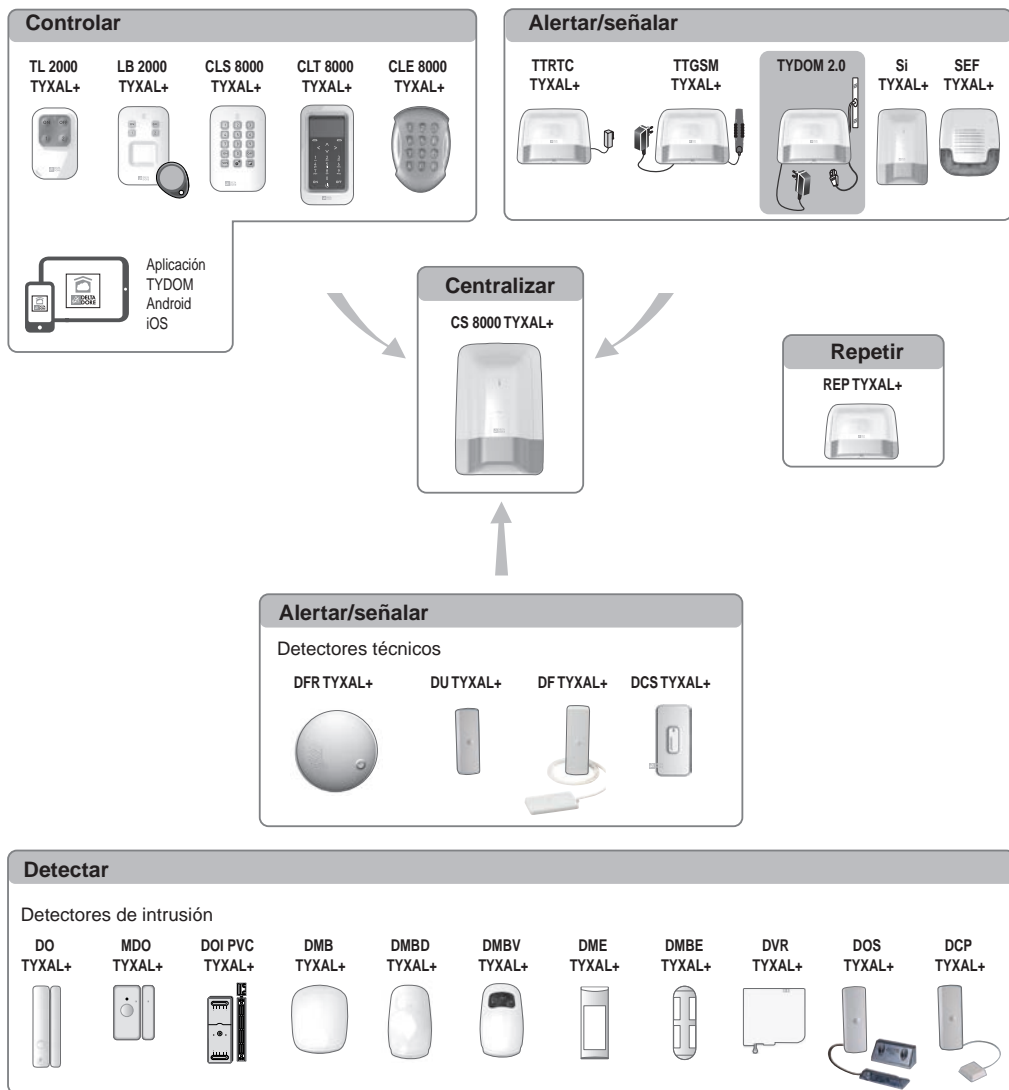 Controlar
TL 2000
TYXAL+
LB 2000
TYXAL+
CLS 8000
TYXAL+
CLT 8000
TYXAL+
CLE 8000
TYXAL+
DELTA
DORE
Aplicación
TYDOM
Android
iOS
Alertar/señalar
TTRTC
TYXAL+
TTGSM
TYXAL+
TYDOM 2.0
Si
TYXAL+
SEF
TYXAL+
Centralizar
CS 8000 TYXAL+
Repetir
REP TYXAL+
Alertar/señalar
Detectores técnicos
DFR TYXAL+
DU TYXAL+
DF TYXAL+
DCS TYXAL+
Detectar
Detectores de intrusión
DO
TYXAL+
MDO
TYXAL+
DOI PVC
TYXAL+
DMB
TYXAL+
DMBD
TYXAL+
DMBV
TYXAL+
DME
TYXAL+
DMBE
TYXAL+
DVR
TYXAL+
DOS
TYXAL+
DCP
TYXAL+